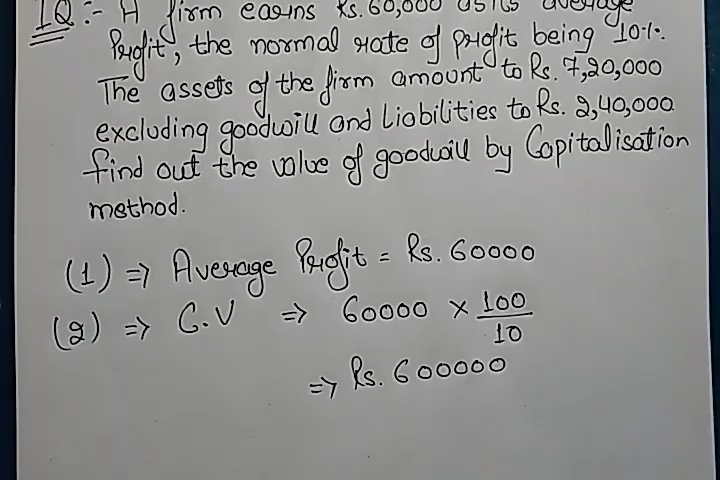 IQ:- A firm earns Rs. 60,000 as its average
Profit, the normal rate of profit being 10%.
The assets of the firm amount to Rs. 7,20,000
excluding goodwill and Liabilities to Rs. 2,40,000
find out the value of goodwill by Capitalisation
method.
(1) => Average Profit = Rs. 60000
(2) => C.V => 60000 × 100/10
=> Rs. 600000